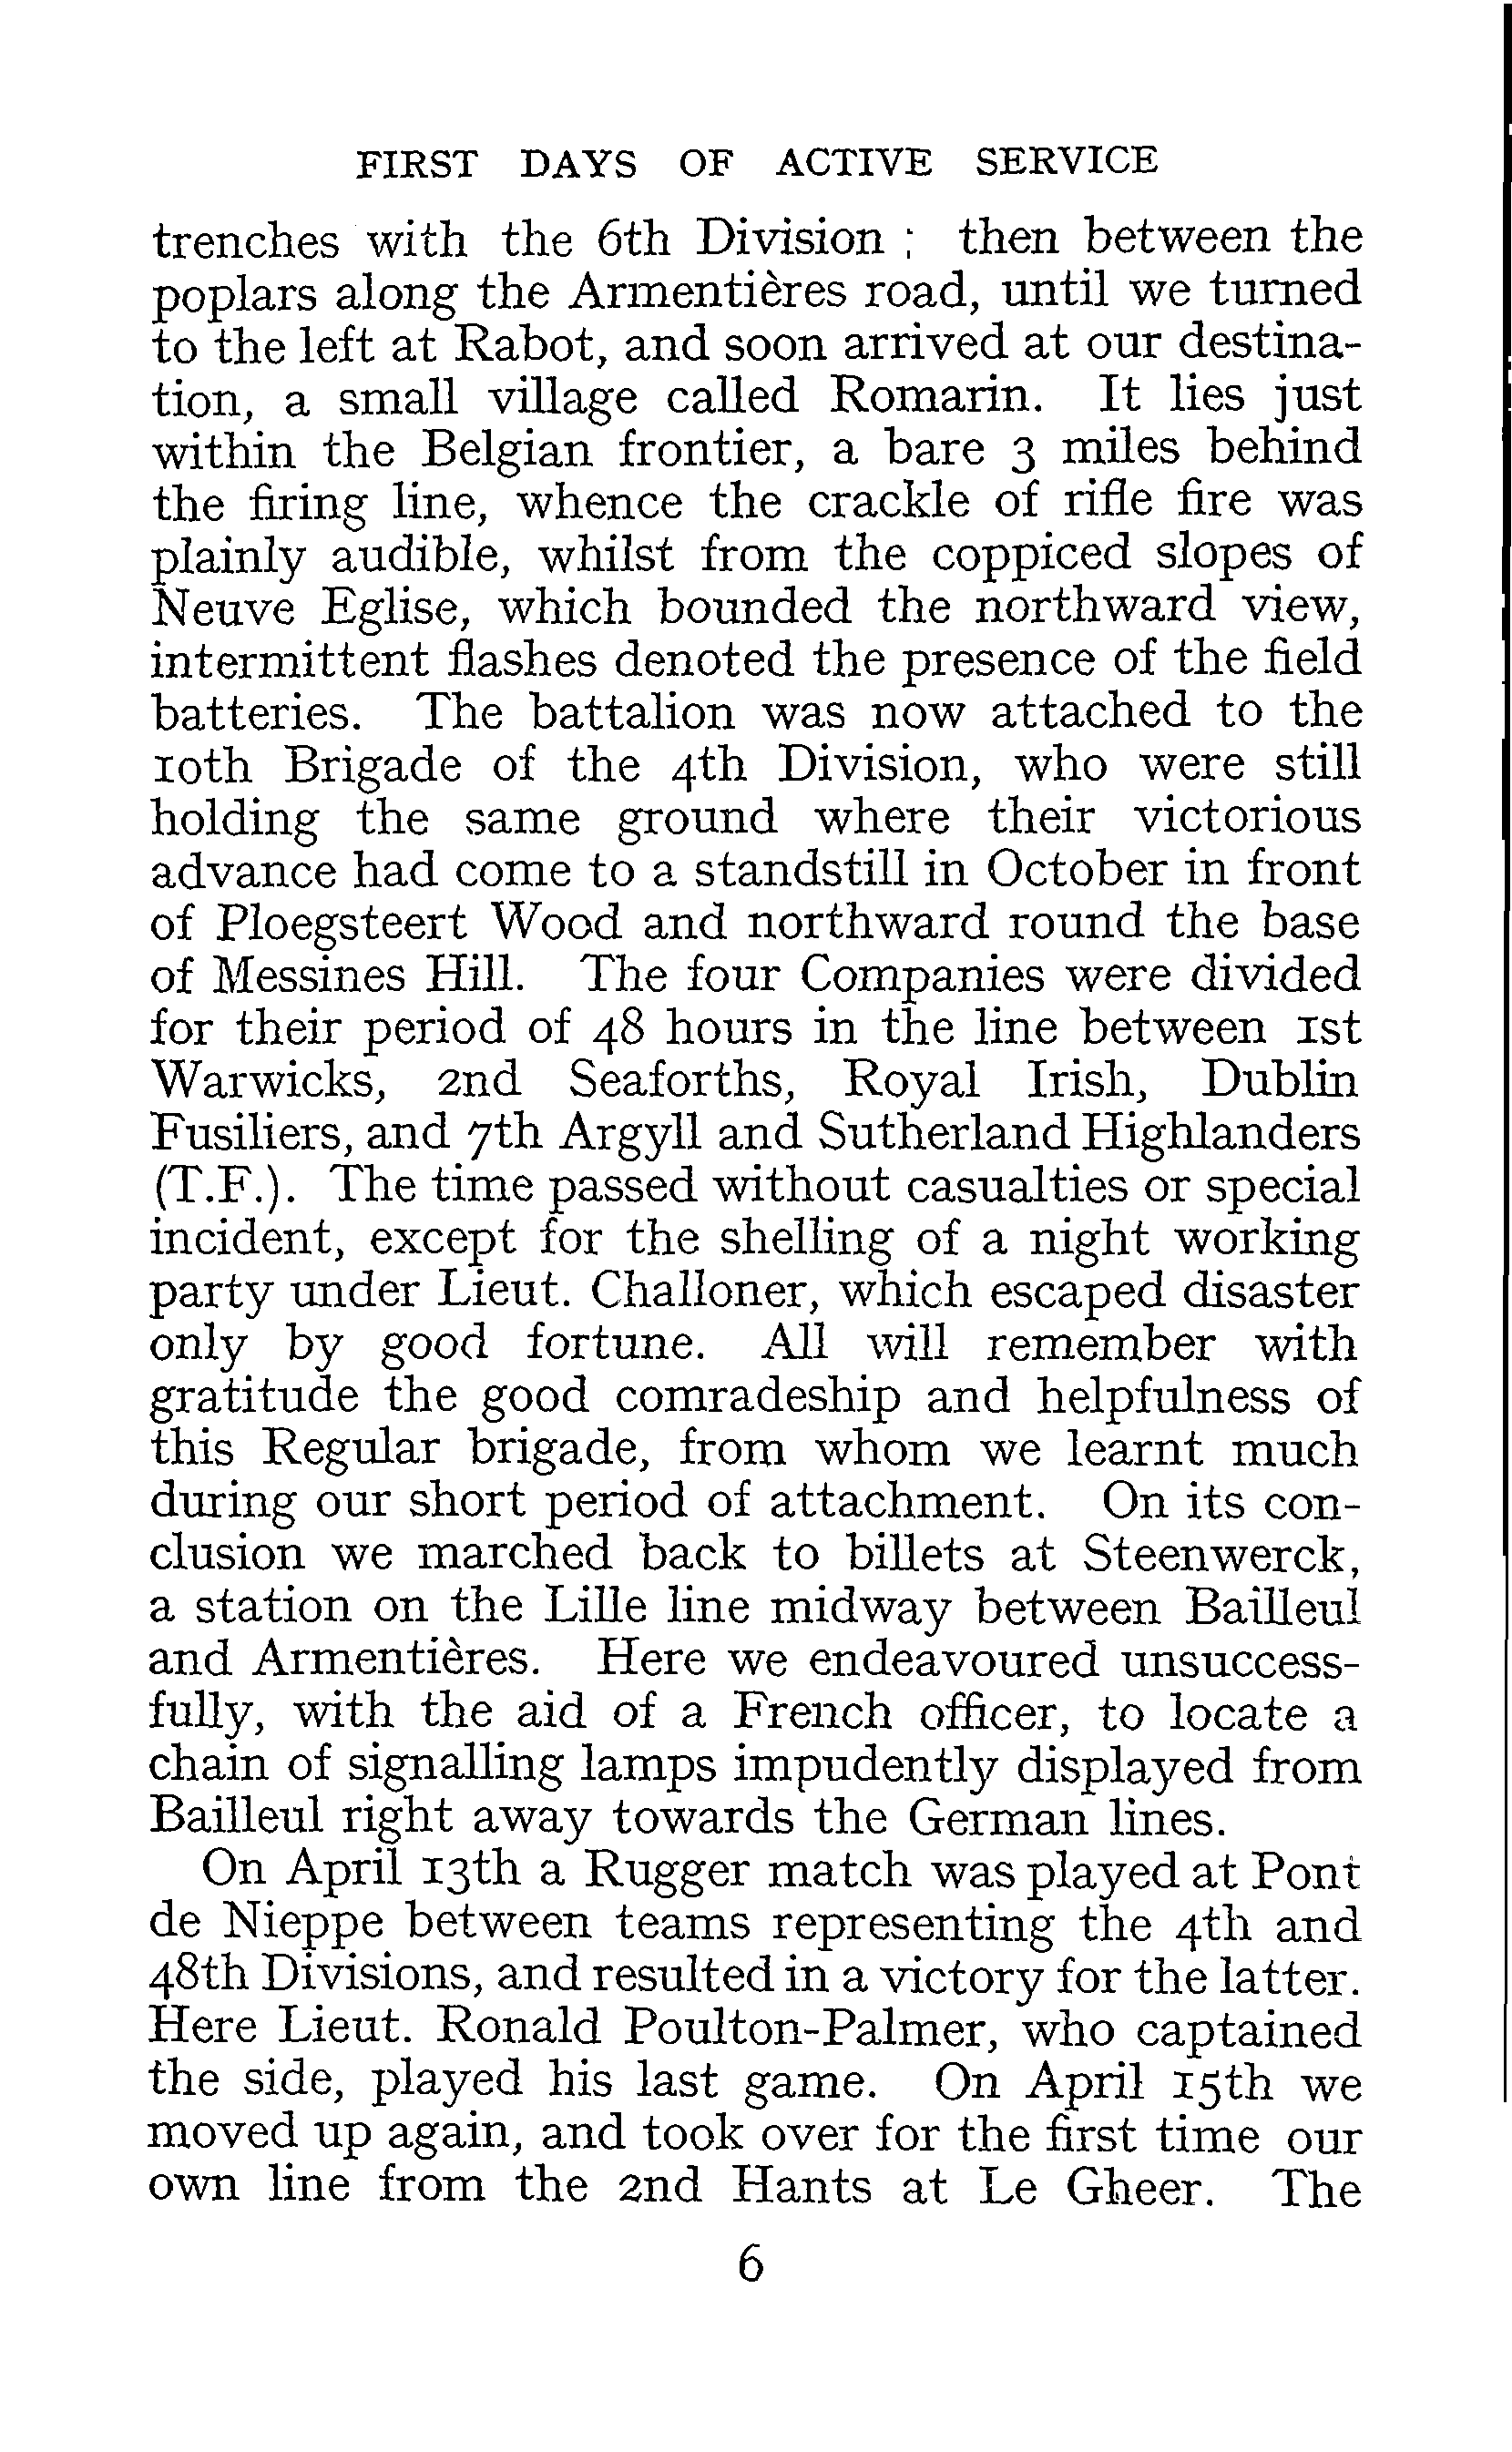 FIRST DAYS OF ACTIVE SERVICE
trenches with the 6th Division ; then between the
poplars along the Armentières road, until we turned
to the left at Rabot, and soon arrived at our destina-
tion, a small village called Romarin. It lies just
within the Belgian frontier, a bare 3 miles behind
the firing line, whence the crackle of rifle fire was
plainly audible, whilst from the coppiced slopes of
Neuve Eglise, which bounded the northward view,
intermittent flashes denoted the presence of the field
batteries. The battalion was now attached to the
10th Brigade of the 4th Division, who were still
holding the same ground where their victorious
advance had come to a standstill in October in front
of Ploegsteert Wood and northward round the base
of Messines Hill. The four Companies were divided
for their period of 48 hours in the line between 1st
Warwicks, 2nd Seaforths, Royal Irish, Dublin
Fusiliers, and 7th Argyll and Sutherland Highlanders
(T.F.). The time passed without casualties or special
incident, except for the shelling of a night working
party under Lieut. Challoner, which escaped disaster
only by good fortune. All will remember with
gratitude the good comradeship and helpfulness of
this Regular brigade, from whom we learnt much
during our short period of attachment. On its con-
clusion we marched back to billets at Steenwerck,
a station on the Lille line midway between Bailleul
and Armentières. Here we endeavoured unsuccess-
fully, with the aid of a French officer, to locate a
chain of signalling lamps impudently displayed from
Bailleul right away towards the German lines.
On April 13th a Rugger match was played at Pont
de Nieppe between teams representing the 4th and
48th Divisions, and resulted in a victory for the latter.
Here Lieut. Ronald Poulton-Palmer, who captained
the side, played his last game. On April 15th we
moved up again, and took over for the first time our
own line from the 2nd Hants at Le Gheer. The
6